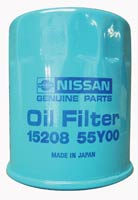 NISSAN
GENUINE PARTS
Oil Filter
15208 55Y00
MADE IN JAPAN